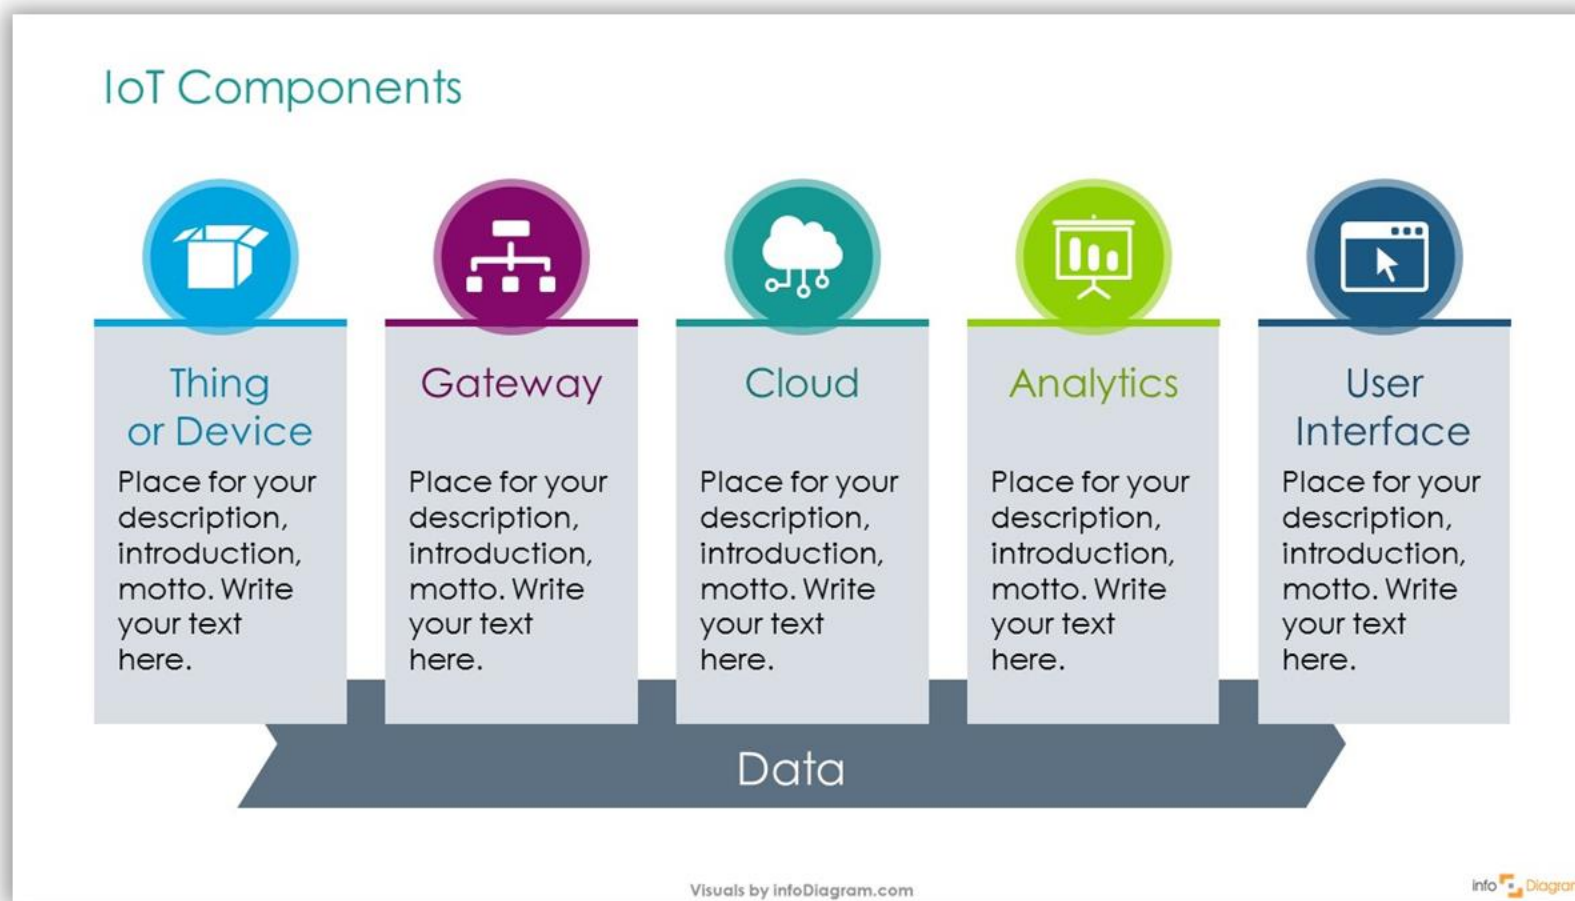 IoT Components
Thing
or Device
Place for your
description,
introduction,
motto. Write
your text
here.
Gateway
Place for your
description,
introduction,
motto. Write
your text
here.
Cloud
Place for your
description,
introduction,
motto. Write
your text
here.
Analytics
Place for your
description,
introduction,
motto. Write
your text
here.
User
Interface
Place for your
description,
introduction,
motto. Write
your text
here.
Data
Visuals by infoDiagram.com
info Diagram